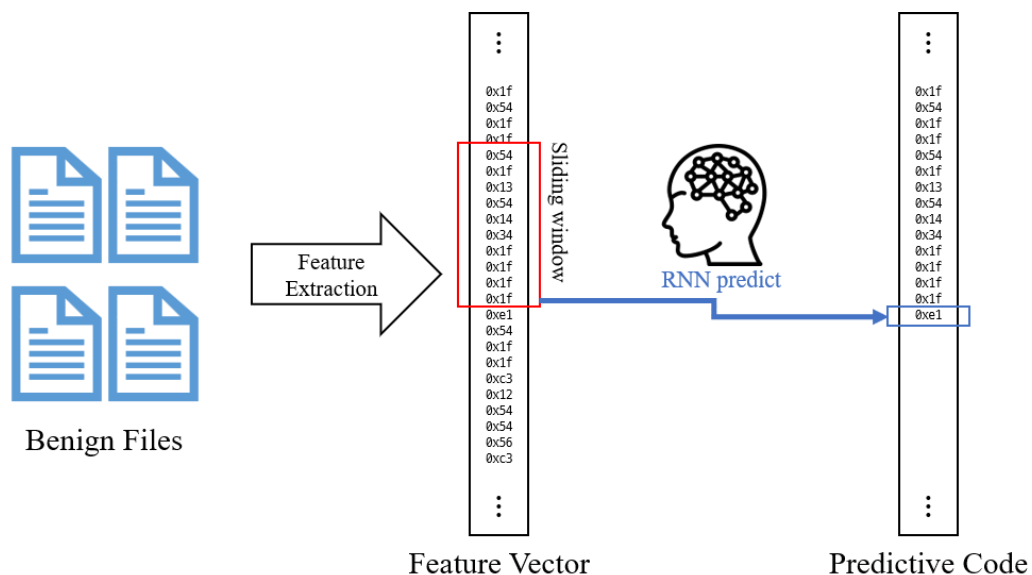 ⋮
0x1f
0x54
0x1f
0x1f
0x54
0x1f
0x13
0x54
0x14
0x34
0x1f
0x1f
0x1f
0x1f
0xe1
0x54
0x1f
0x1f
0xc3
0x12
0x54
0x54
0x56
0xc3
⋮
Sliding window
Feature
Extraction
Benign Files
Feature Vector
RNN predict
⋮
0x1f
0x54
0x1f
0x1f
0x54
0x1f
0x13
0x54
0x14
0x34
0x1f
0x1f
0x1f
0x1f
0xe1
⋮
Predictive Code